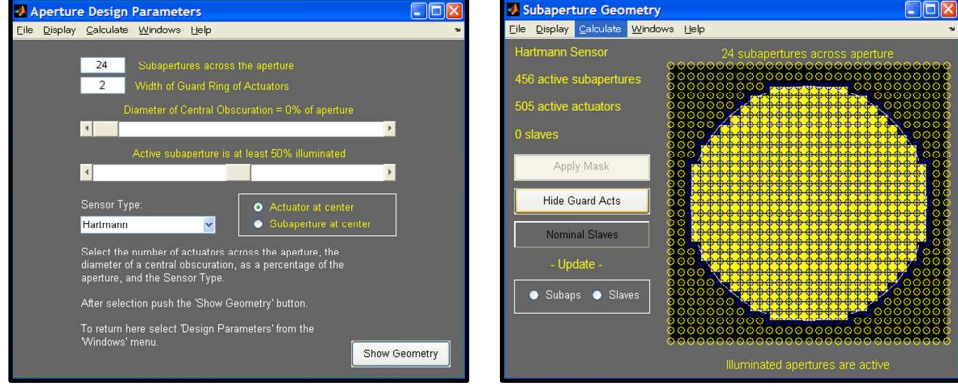 Aperture Design Parameters
File Display Calculate Windows Help
24 Subapertures across the aperture
2 Width of Guard Ring of Actuators
Diameter of Central Obscuration = 0% of aperture
Active subaperture is at least 50% illuminated
Sensor Type:
Hartmann
Actuator at center
Subaperture at center
Select the number of actuators across the aperture, the
diameter of a central obscuration, as a percentage of the
aperture, and the Sensor Type.
After selection push the 'Show Geometry' button.
To return here select 'Design Parameters' from the
'Windows' menu.
Show Geometry
Subaperture Geometry
File Display Calculate Windows Help
Hartmann Sensor
24 subapertures across aperture
456 active subapertures
505 active actuators
0 slaves
Apply Mask
Hide Guard Acts
Nominal Slaves
- Update -
Subaps Slaves
Illuminated apertures are active